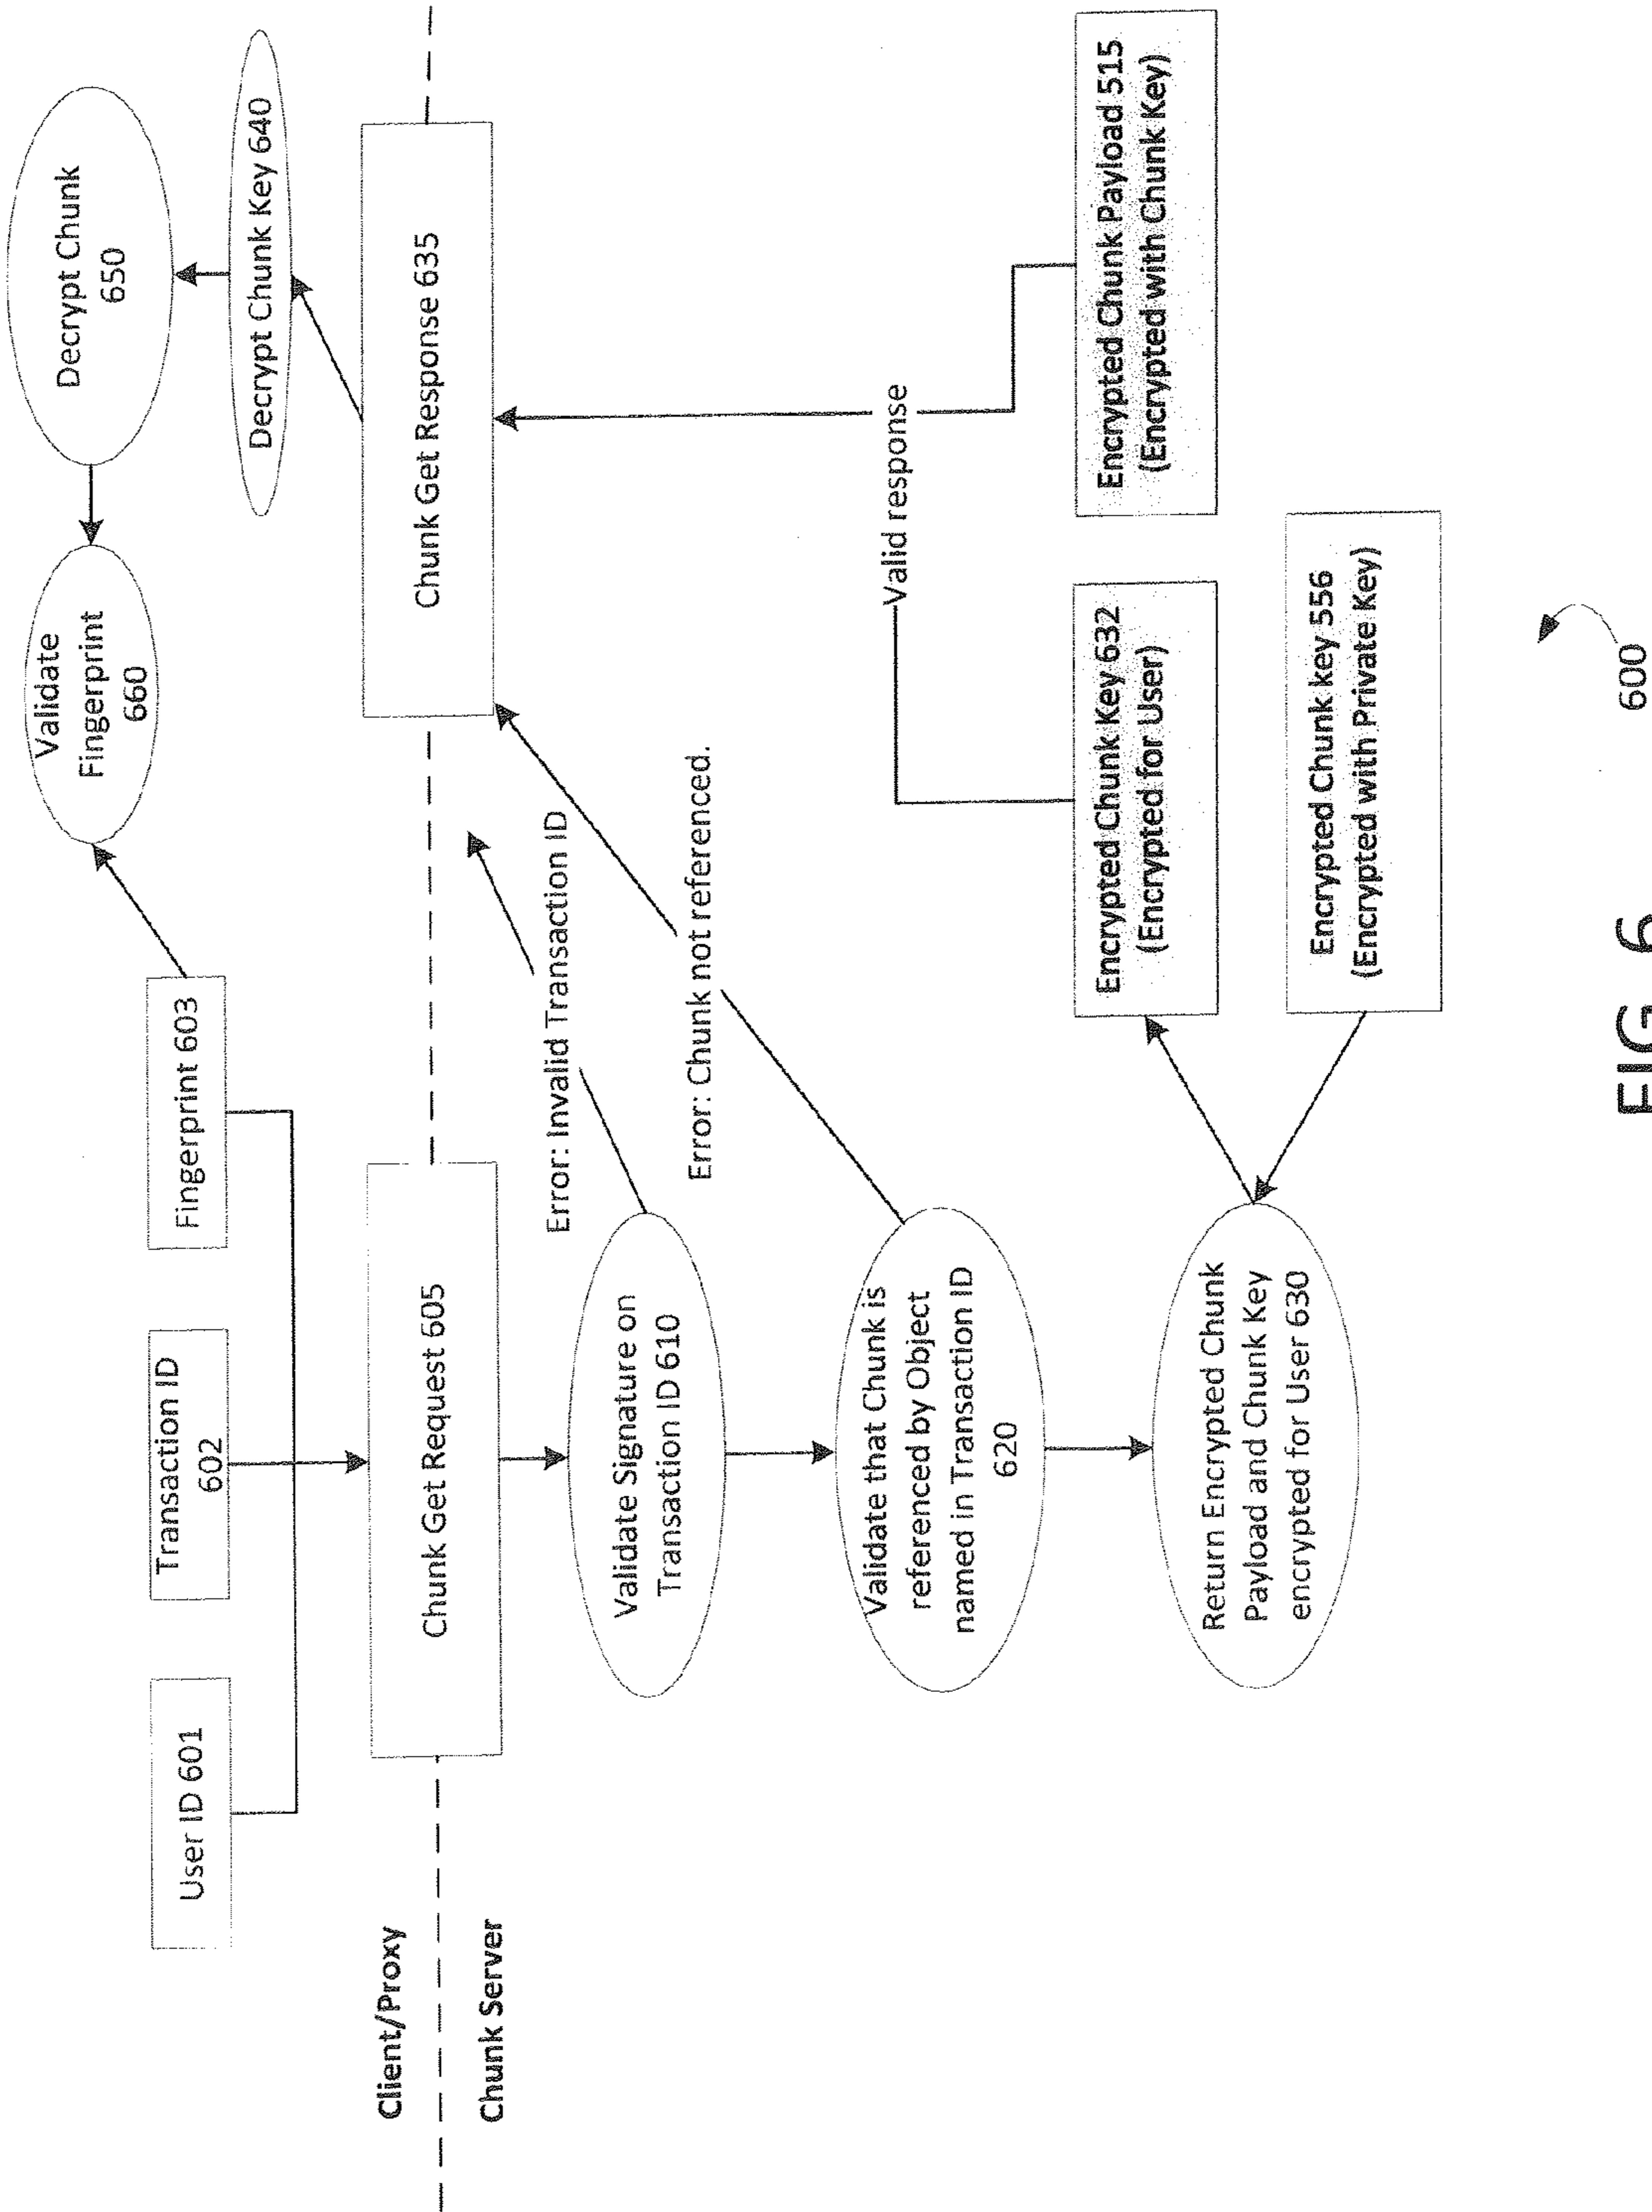 User ID 601
Transaction ID
602
Fingerprint 603
Validate
Fingerprint
660
Decrypt Chunk
650
Decrypt Chunk Key 640
Client/Proxy
Chunk Server
Chunk Get Request 605
Chunk Get Response 635
Validate Signature on
Transaction ID 610
Error: Invalid Transaction ID
Error: Chunk not referenced.
Validate that Chunk is
referenced by Object
named in Transaction ID
620
Valid response
Return Encrypted Chunk
Payload and Chunk Key
encrypted for User 630
Encrypted Chunk Key 632
(Encrypted for User)
Encrypted Chunk Payload 515
(Encrypted with Chunk Key)
Encrypted Chunk key 556
(Encrypted with Private Key)
600
FIG. 6